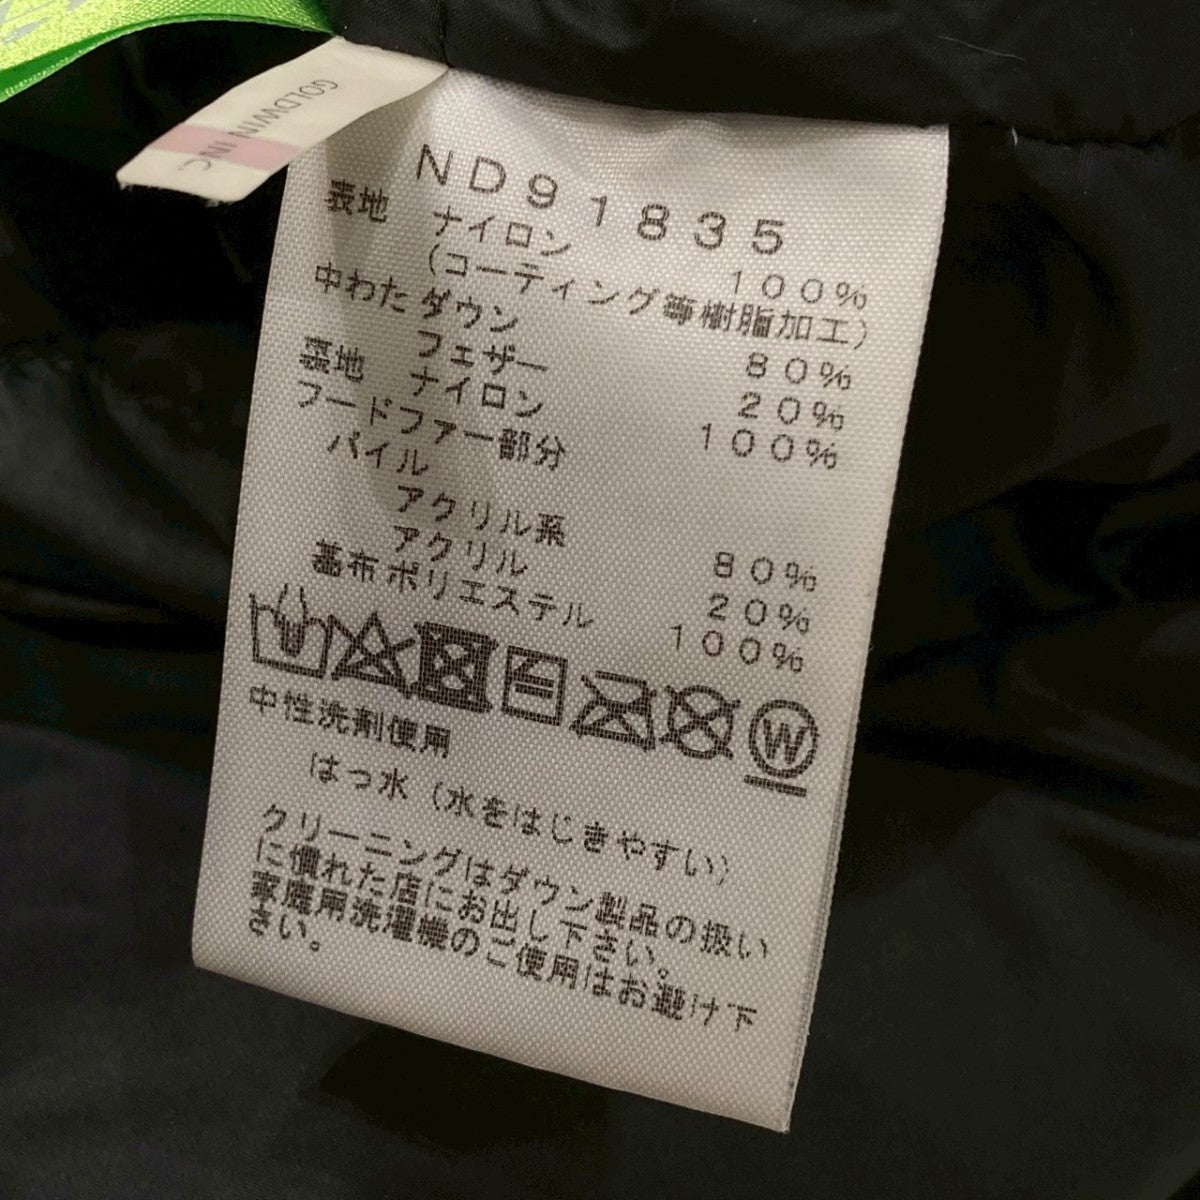 GOLDWIN INC
ND91835
表地 ナイロン 100%
(コーティング等樹脂加工)
中わた ダウン 80%
フェザー 20%
裏地 ナイロン 100%
フードファー部分
パイル
アクリル系 80%
アクリル 20%
基布 ポリエステル 100%
W
中性洗剤使用
はっ水(水をはじきやすい)
クリーニングはダウン製品の扱い
に慣れた店にお出し下さい。
家庭用洗濯機のご使用はお避け下
さい。